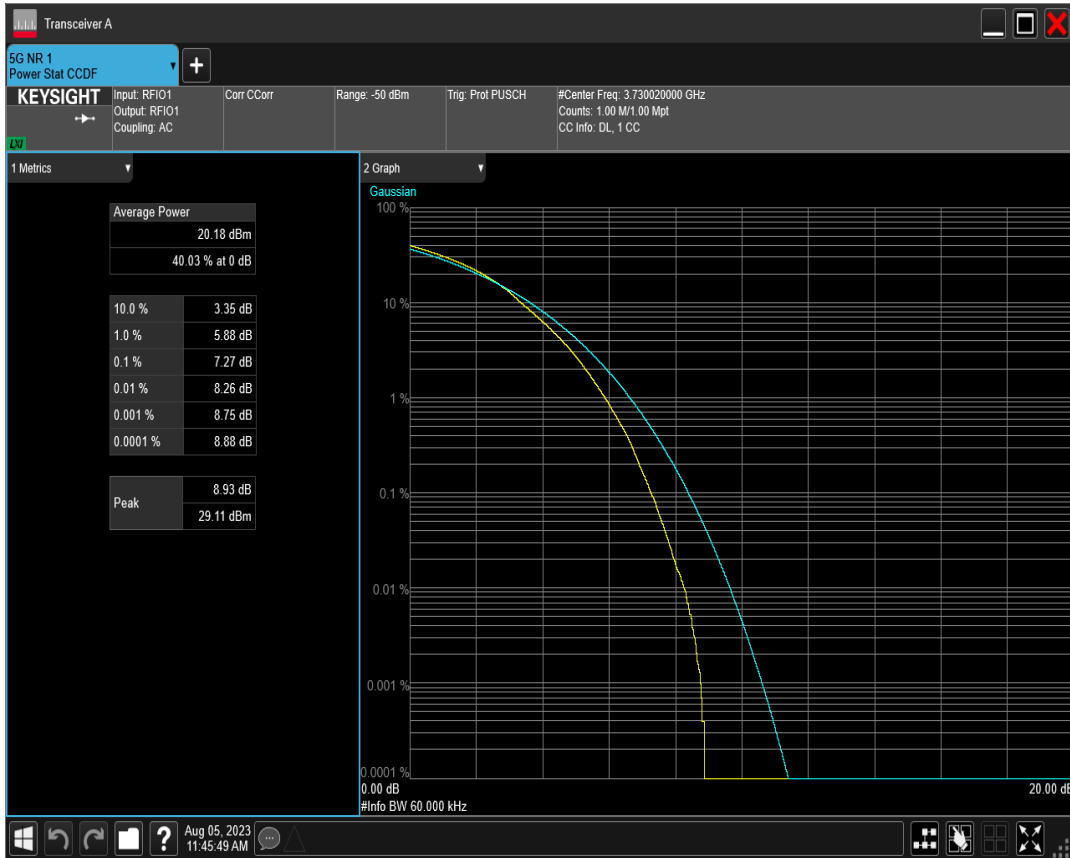 Transceiver A
5G NR 1
Power Stat CCDF
KEYSIGHT
LXI
Input: RFIO1
Output: RFIO1
Coupling: AC
Corr CCorr
Range: -50 dBm
Trig: Prot PUSCH
#Center Freq: 3.730020000 GHz
Counts: 1.00 M/1.00 Mpt
CC Info: DL, 1 CC
1 Metrics
Average Power
20.18 dBm
40.03 % at 0 dB
10.0 % 3.35 dB
1.0 % 5.88 dB
0.1 % 7.27 dB
0.01 % 8.26 dB
0.001 % 8.75 dB
0.0001 % 8.88 dB
Peak
8.93 dB
29.11 dBm
2 Graph
Gaussian
100 %
10 %
1 %
0.1 %
0.01 %
0.001 %
0.0001 %
0.00 dB 20.00 dB
#Info BW 60.000 kHz
?
Aug 05, 2023
11:45:49 AM